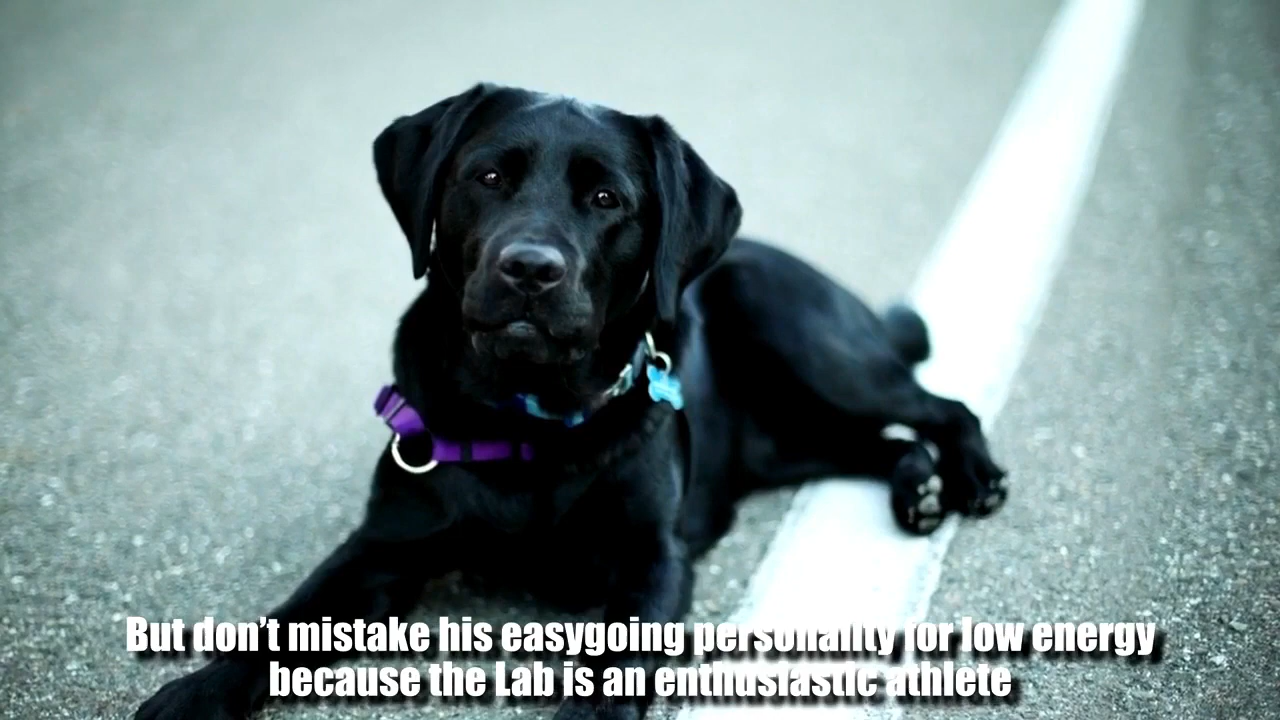 But don’t mistake his easygoing personality for low energy
because the Lab is an enthusiastic athlete